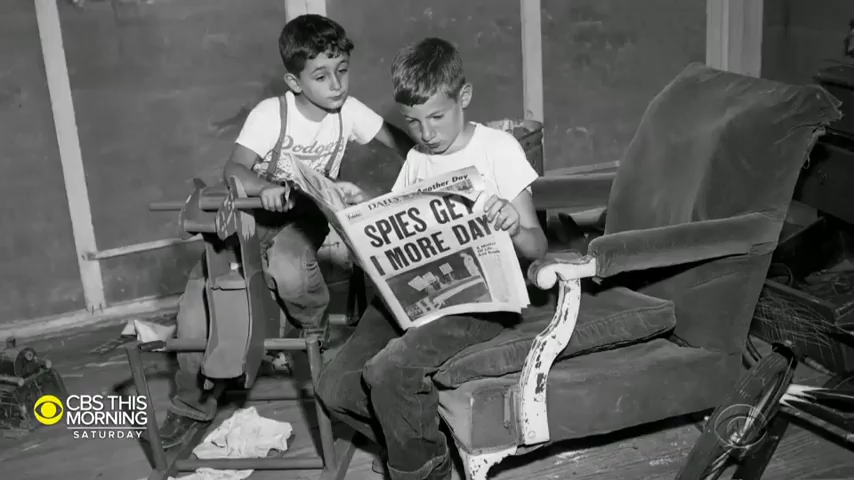 Dodgers
DAILY
Another Day
SPIES GET
1 MORE DAY
CBS THIS
MORNING
SATURDAY